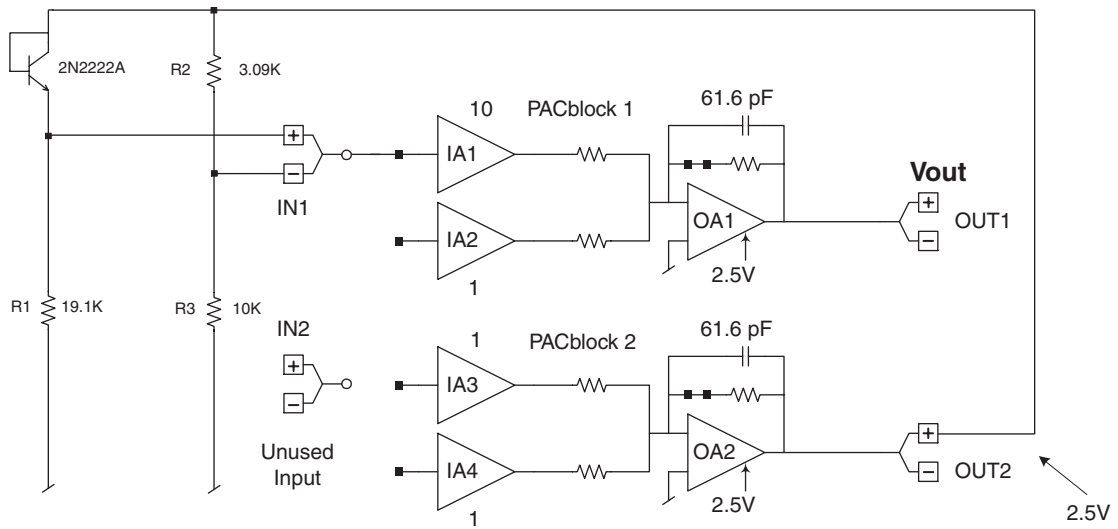 2N2222A
R2
3.09K
61.6 pF
10
PACblock 1
+
IA1
Vout
–
IN1
+
OA1
OUT1
IA2
–
2.5V
1
R1
19.1K
R3
10K
IN2
61.6 pF
1
PACblock 2
+
IA3
–
+
Unused
Input
OA2
IA4
–
OUT2
2.5V
1
2.5V